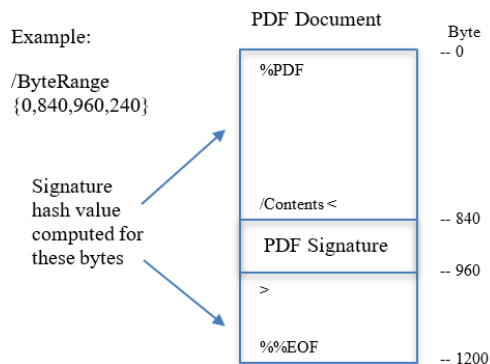 PDF Document
Example:
/ByteRange
{0,840,960,240}
Signature
hash value
computed for
these bytes
%PDF
/Contents <
PDF Signature
>
%%EOF
Byte
-- 0
-- 840
-- 960
-- 1200